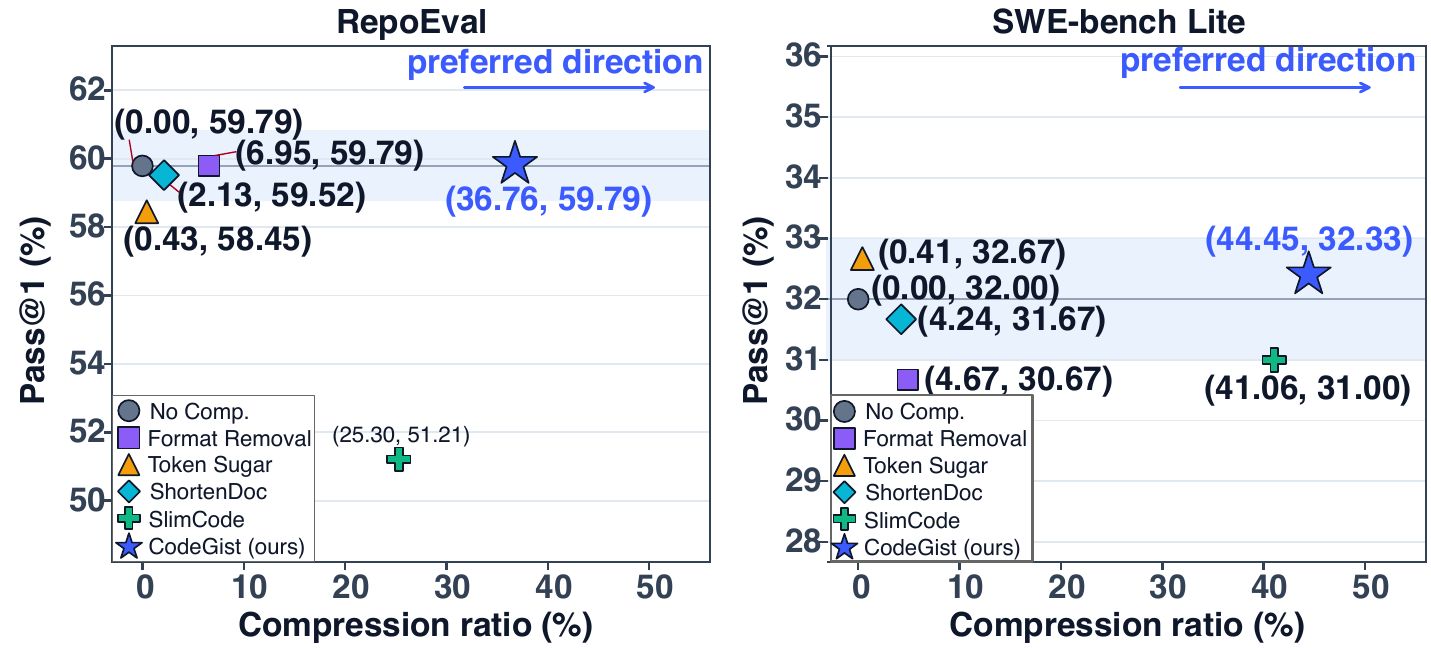 RepoEval
preferred direction
62
60
58
56
54
52
50
Pass@1 (%)
(0.00, 59.79)
(6.95, 59.79)
(2.13, 59.52)
(36.76, 59.79)
(0.43, 58.45)
(25.30, 51.21)
No Comp.
Format Removal
Token Sugar
ShortenDoc
SlimCode
CodeGist (ours)
0 10 20 30 40 50
Compression ratio (%)
SWE-bench Lite
preferred direction
36
35
34
33
32
31
30
29
28
Pass@1 (%)
(44.45, 32.33)
(0.41, 32.67)
(0.00, 32.00)
(4.24, 31.67)
(4.67, 30.67)
(41.06, 31.00)
No Comp.
Format Removal
Token Sugar
ShortenDoc
SlimCode
CodeGist (ours)
0 10 20 30 40 50
Compression ratio (%)